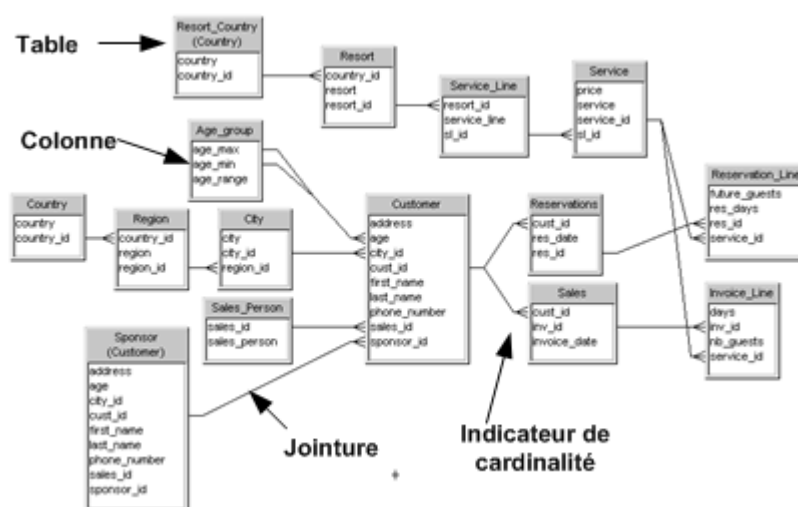 Table
Resort_Country
(Country)
country
country_id
Resort
country_id
resort
resort_id
Service_Line
resort_id
service_line
sl_id
Service
price
service
service_id
sl_id
Colonne
Age_group
age_max
age_min
age_range
Country
country
country_id
Region
country_id
region
region_id
City
city
city_id
region_id
Customer
address
age
city_id
cust_id
first_name
last_name
phone_number
sales_id
sponsor_id
Reservations
cust_id
res_date
res_id
Reservation_Line
future_guests
res_days
res_id
service_id
Sales_Person
sales_id
sales_person
Sales
cust_id
inv_id
invoice_date
Invoice_Line
days
inv_id
nb_guests
service_id
Sponsor
(Customer)
address
age
city_id
cust_id
first_name
last_name
phone_number
sales_id
sponsor_id
Jointure
Indicateur de
cardinalité